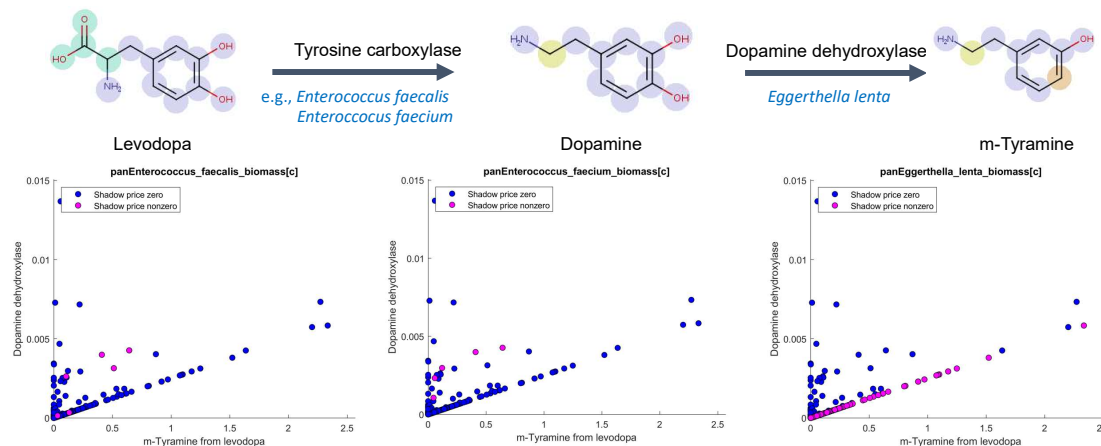 O
HO
NH₂
OH
OH
Tyrosine carboxylase
e.g., Enterococcus faecalis
Enteroccocus faecium
H₂N
OH
OH
Dopamine dehydroxylase
Eggerthella lenta
H₂N
OH
Levodopa
Dopamine
m-Tyramine
panEnterococcus_faecalis_biomass[c]
Shadow price zero
Shadow price nonzero
0.015
0.01
0.005
0
Dopamine dehydroxylase
0 0.5 1 1.5 2 2.5
m-Tyramine from levodopa
panEnterococcus_faecium_biomass[c]
Shadow price zero
Shadow price nonzero
0.015
0.01
0.005
0
Dopamine dehydroxylase
0 0.5 1 1.5 2 2.5
m-Tyramine from levodopa
panEggerthella_lenta_biomass[c]
Shadow price zero
Shadow price nonzero
0.015
0.01
0.005
0
Dopamine dehydroxylase
0 0.5 1 1.5 2
m-Tyramine from levodopa